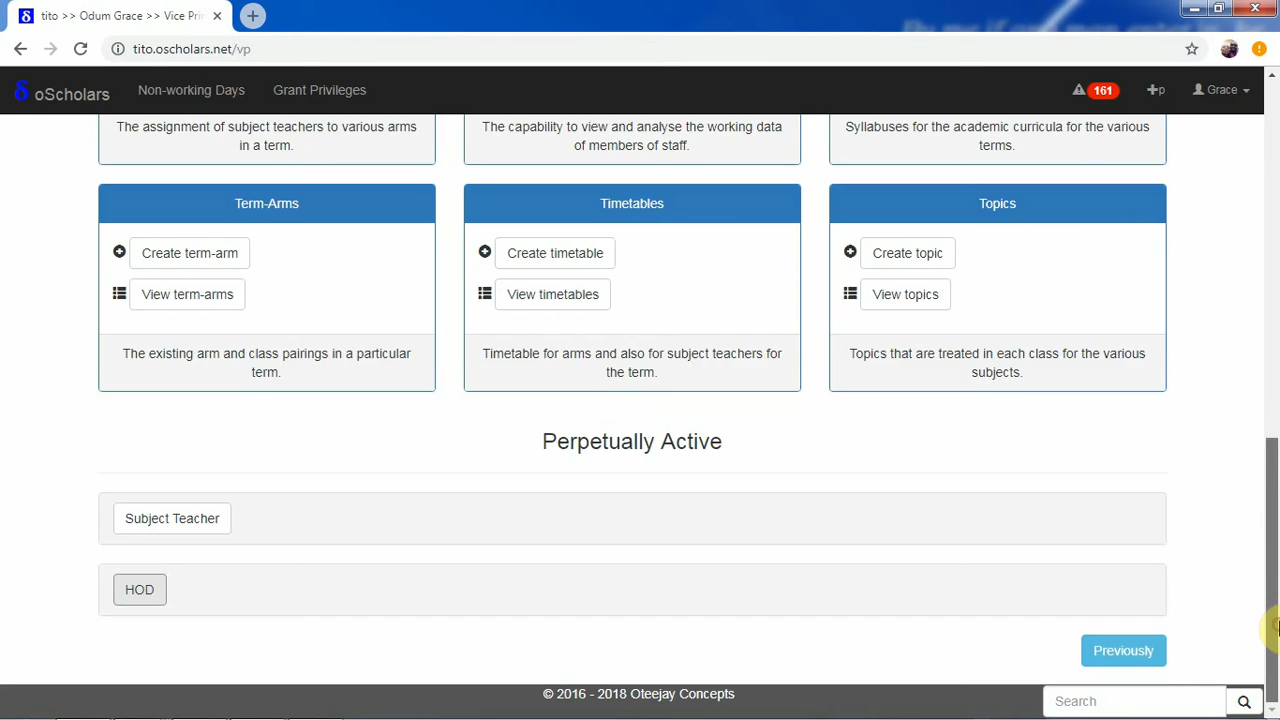 tito >> Odum Grace >> Vice Pri
tito.oscholars.net/vp
δ oScholars Non-working Days Grant Privileges 161 p Grace
The assignment of subject teachers to various arms
in a term.
The capability to view and analyse the working data
of members of staff.
Syllabuses for the academic curricula for the various
terms.
Term-Arms
Create term-arm
View term-arms
The existing arm and class pairings in a particular
term.
Timetables
Create timetable
View timetables
Timetable for arms and also for subject teachers for
the term.
Topics
Create topic
View topics
Topics that are treated in each class for the various
subjects.
Perpetually Active
Subject Teacher
HOD
Previously
© 2016 - 2018 Oteejay Concepts
Search